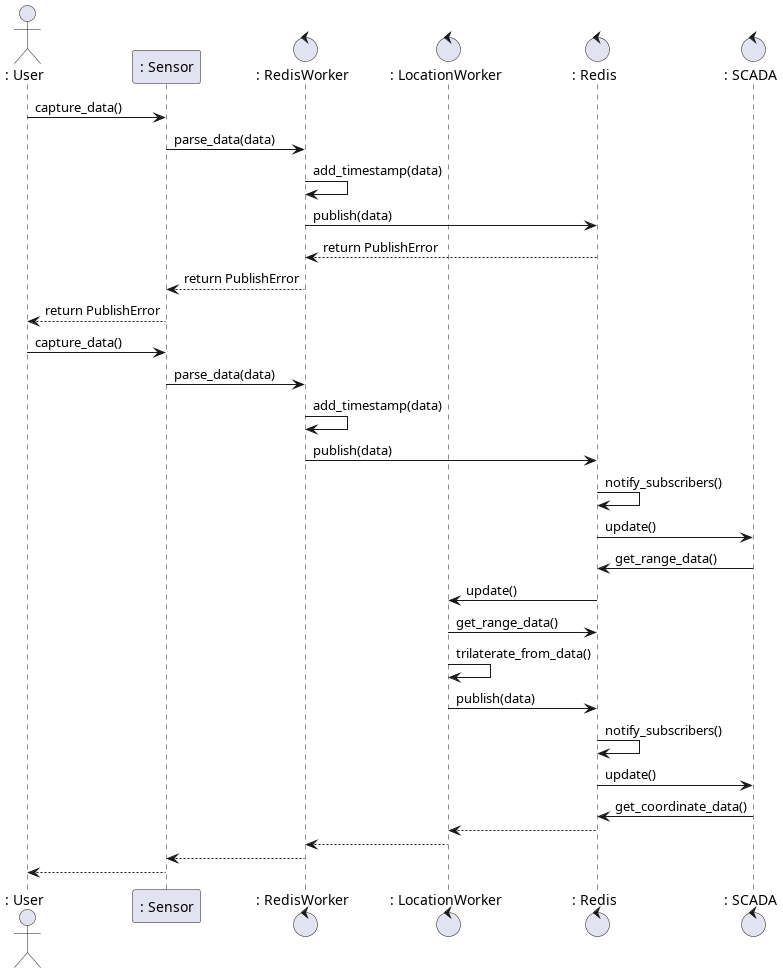 : User
: Sensor
: RedisWorker
: LocationWorker
: Redis
: SCADA
capture_data()
parse_data(data)
add_timestamp(data)
publish(data)
return PublishError
return PublishError
return PublishError
capture_data()
parse_data(data)
add_timestamp(data)
publish(data)
notify_subscribers()
update()
get_range_data()
update()
get_range_data()
trilaterate_from_data()
publish(data)
notify_subscribers()
update()
get_coordinate_data()
: User
: Sensor
: RedisWorker
: LocationWorker
: Redis
: SCADA